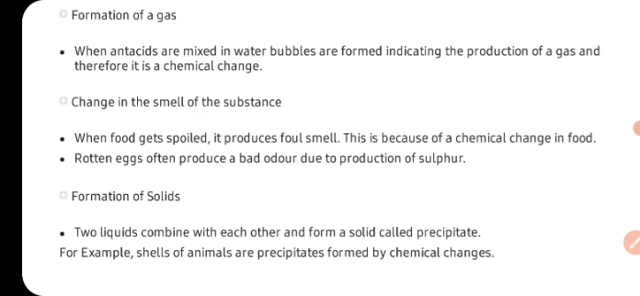 Formation of a gas
• When antacids are mixed in water bubbles are formed indicating the production of a gas and
therefore it is a chemical change.
Change in the smell of the substance
• When food gets spoiled, it produces foul smell. This is because of a chemical change in food.
• Rotten eggs often produce a bad odour due to production of sulphur.
Formation of Solids
• Two liquids combine with each other and form a solid called precipitate.
For Example, shells of animals are precipitates formed by chemical changes.